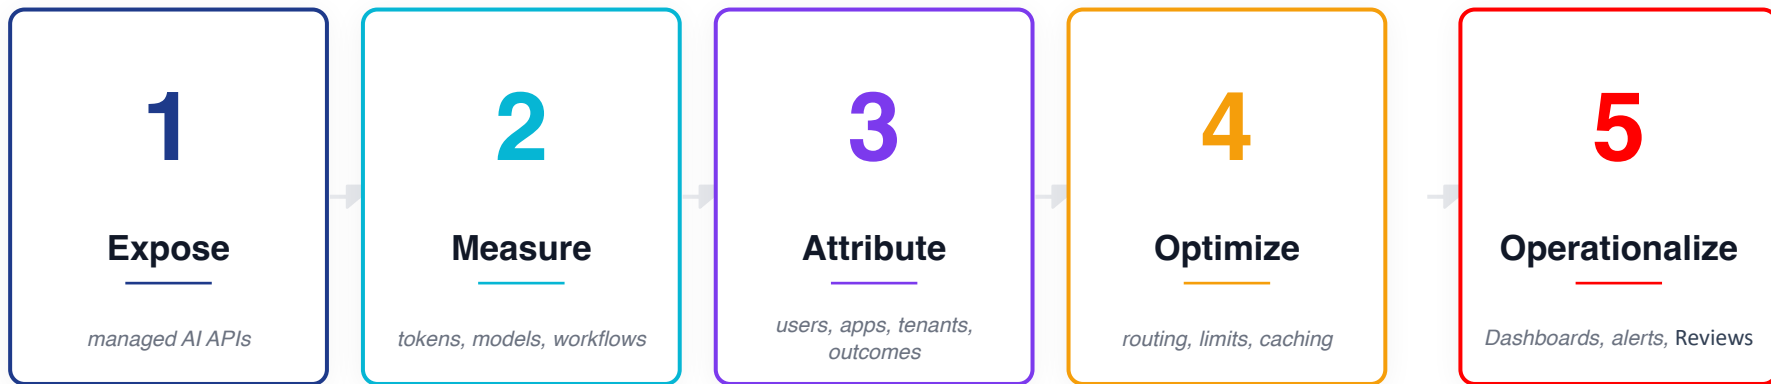 1
Expose
managed AI APIs
2
Measure
tokens, models, workflows
3
Attribute
users, apps, tenants,
outcomes
4
Optimize
routing, limits, caching
5
Operationalize
Dashboards, alerts, Reviews